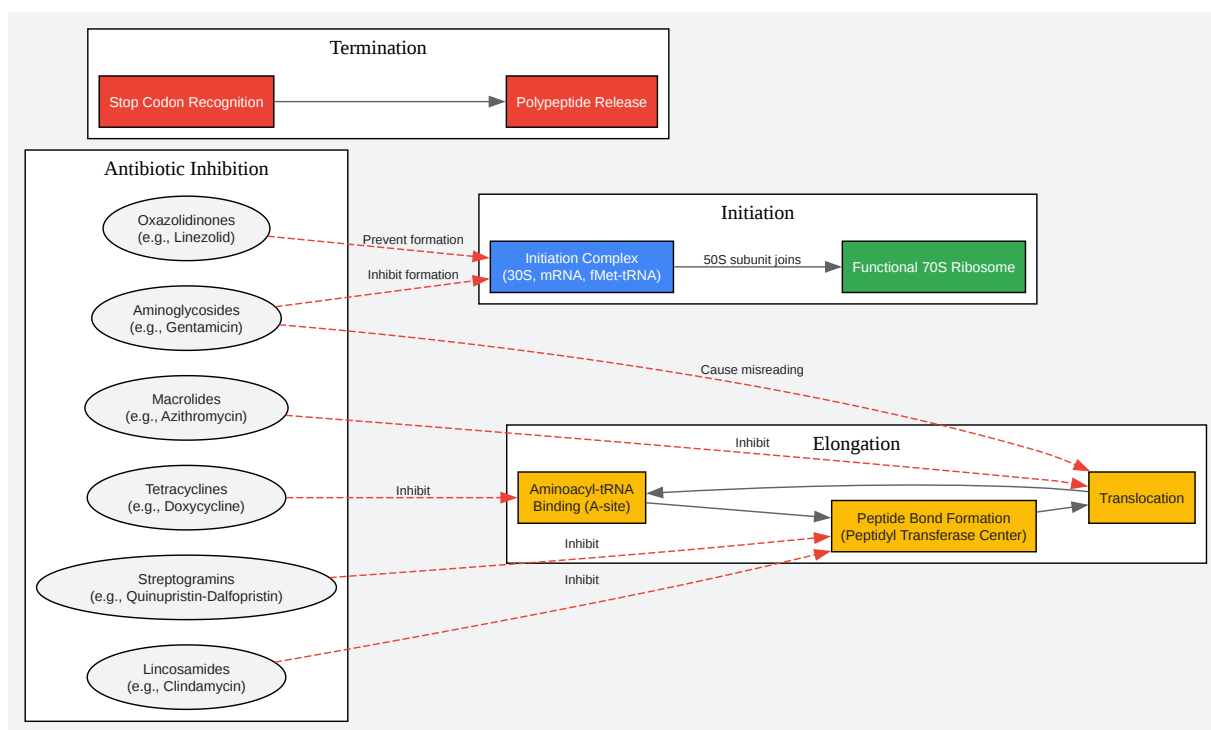 Termination
Stop Codon Recognition
Polypeptide Release
Antibiotic Inhibition
Oxazolidinones
(e.g., Linezolid)
Aminoglycosides
(e.g., Gentamicin)
Macrolides
(e.g., Azithromycin)
Tetracyclines
(e.g., Doxycycline)
Streptogramins
(e.g., Quinupristin-Dalfopristin)
Lincosamides
(e.g., Clindamycin)
Prevent formation
Inhibit formation
Cause misreading
Inhibit
Inhibit
Inhibit
Inhibit
Initiation
Initiation Complex
(30S, mRNA, fMet-tRNA)
50S subunit joins
Functional 70S Ribosome
Elongation
Aminoacyl-tRNA
Binding (A-site)
Peptide Bond Formation
(Peptidyl Transferase Center)
Translocation